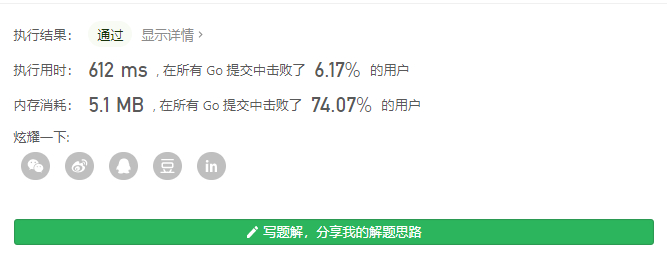 执行结果： 通过 显示详情 >
执行用时： 612 ms , 在所有 Go 提交中击败了 6.17% 的用户
内存消耗： 5.1 MB , 在所有 Go 提交中击败了 74.07% 的用户
炫耀一下:
豆 in
写题解，分享我的解题思路